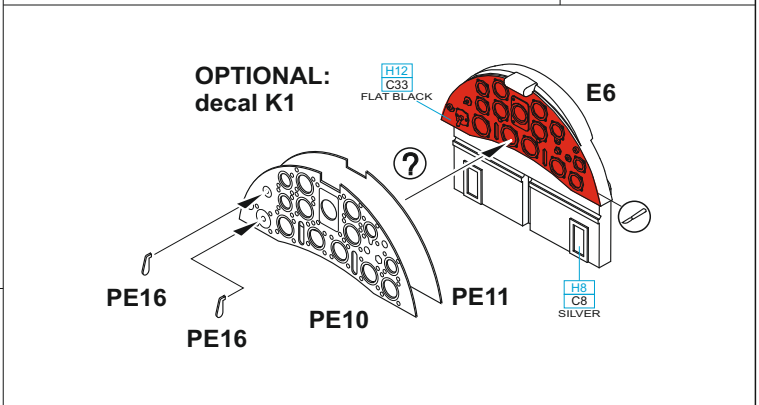 OPTIONAL:
decal K1
H12
C33
FLAT BLACK
E6
?
PE16
PE16
PE10
PE11
H8
C8
SILVER